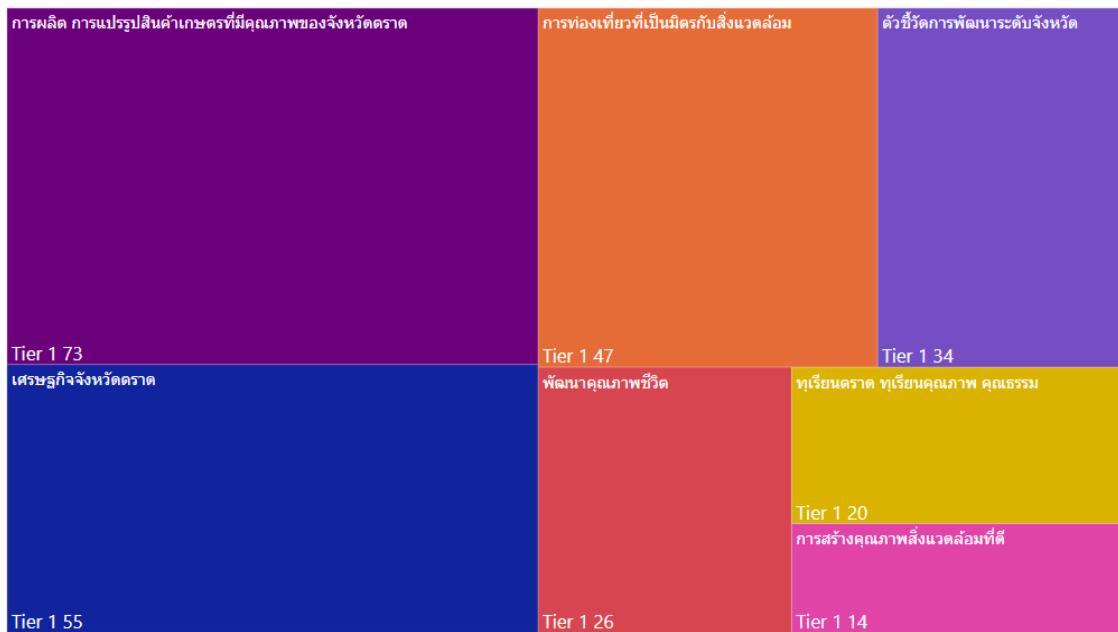 การผลิต การแปรรูปสินค้าเกษตรที่มีคุณภาพของจังหวัดตราด
Tier 1 73
เศรษฐกิจจังหวัดตราด
Tier 1 55
การท่องเที่ยวที่เป็นมิตรกับสิ่งแวดล้อม
Tier 1 47
ตัวชี้วัดการพัฒนาระดับจังหวัด
Tier 1 34
พัฒนาคุณภาพชีวิต
Tier 1 26
ทุเรียนตราด ทุเรียนคุณภาพ คุณธรรม
Tier 1 20
การสร้างคุณภาพสิ่งแวดล้อมที่ดี
Tier 1 14